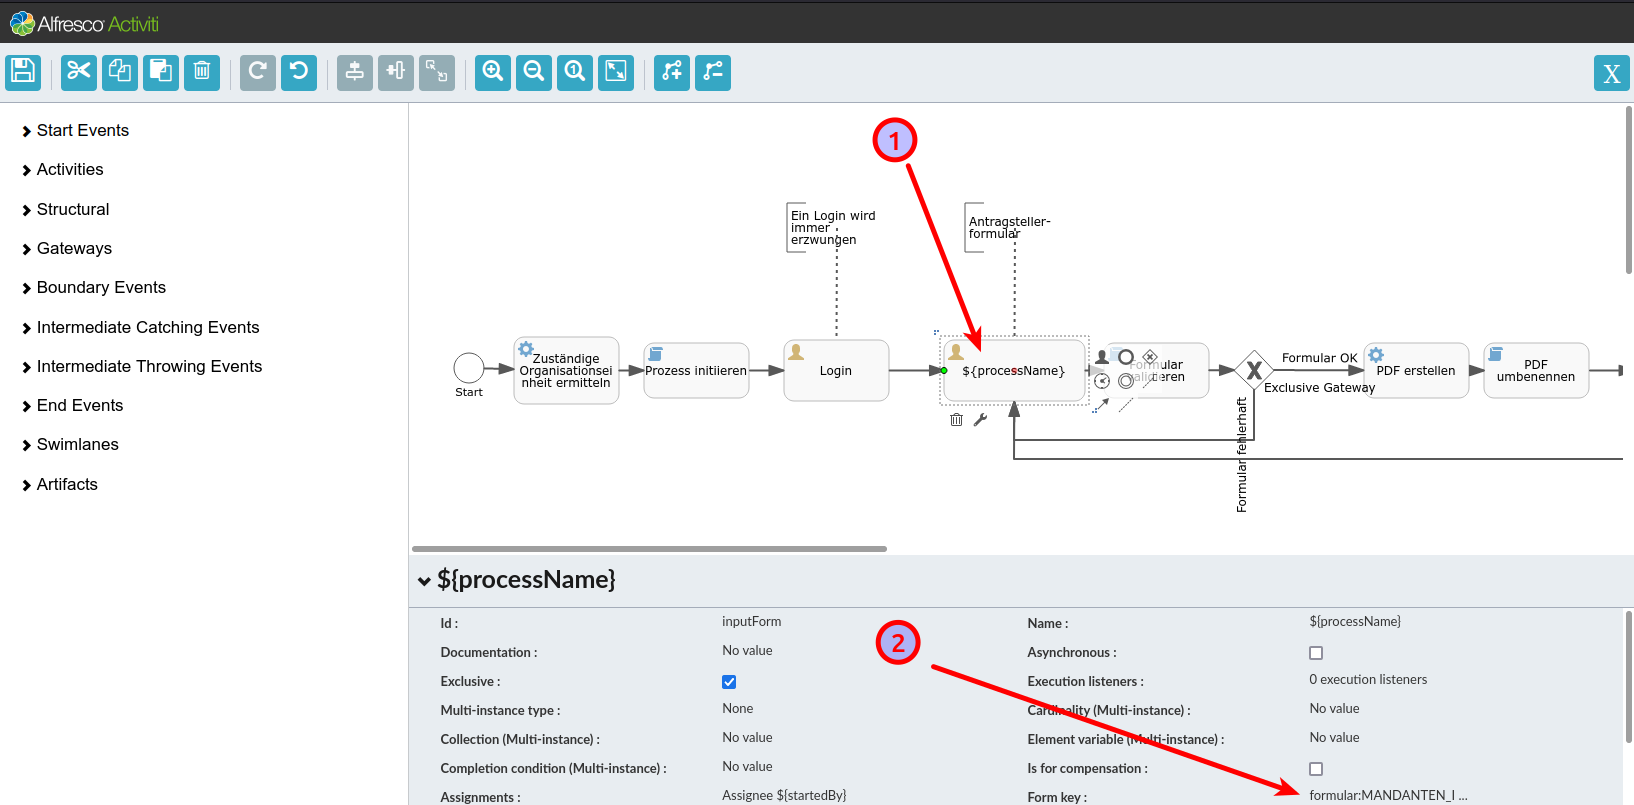 Alfresco Activiti
X
Start Events
Activities
Structural
Gateways
Boundary Events
Intermediate Catching Events
Intermediate Throwing Events
End Events
Swimlanes
Artifacts
1
Ein Login wird
immer
erzwungen
Antragsteller-
formular
Start
Zuständige
Organisationsei
nheit ermitteln
Prozess initiieren
Login
${processName}
Formular
validieren
X
Formular OK
Exclusive Gateway
Formular fehlerhaft
PDF erstellen
PDF
umbenennen
${processName}
2
Id : inputForm Name : ${processName}
Documentation : No value Asynchronous :
Exclusive : Execution listeners : 0 execution listeners
Multi-instance type : None Cardinality (Multi-instance) : No value
Collection (Multi-instance) : No value Element variable (Multi-instance) : No value
Completion condition (Multi-instance) : No value Is for compensation :
Assignments : Assignee ${startedBy} Form key : formular:MANDANTEN_I ...